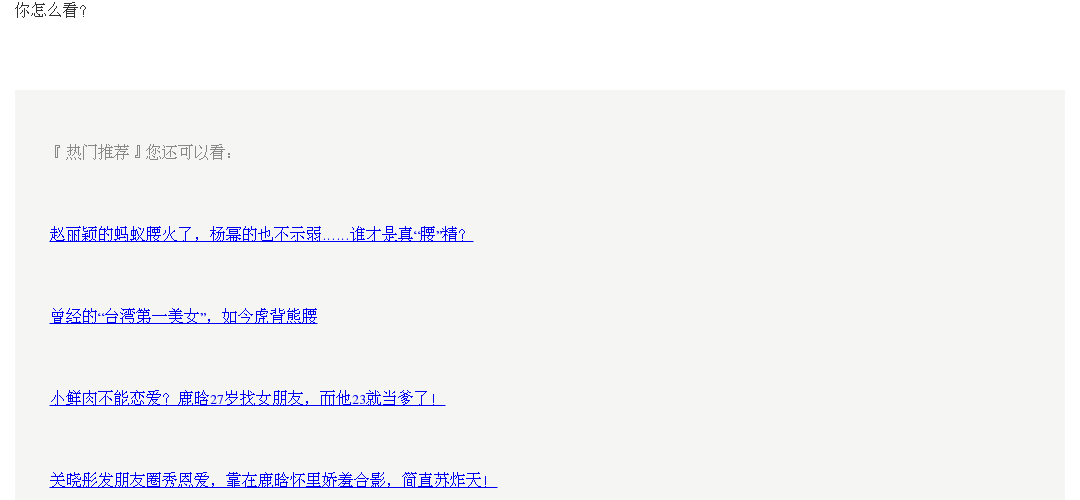 你怎么看？
『 热门推荐 』您还可以看：
赵丽颖的蚂蚁腰火了，杨幂的也不示弱……谁才是真“腰”精？
曾经的“台湾第一美女”，如今虎背熊腰
小鲜肉不能恋爱？鹿晗27岁找女朋友，而他23就当爹了！
关晓彤发朋友圈秀恩爱，靠在鹿晗怀里娇羞合影，简直苏炸天！